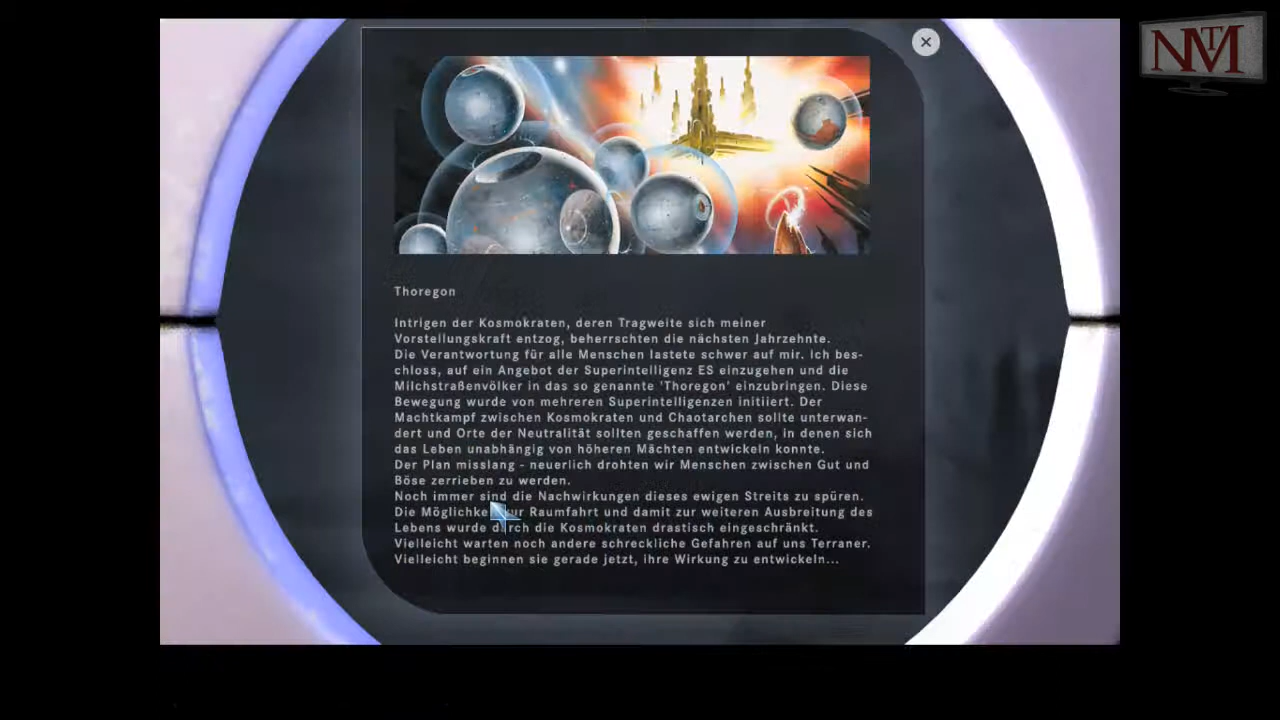 NTM
Thoregon
Intrigen der Kosmokraten, deren Tragweite sich meiner
Vorstellungskraft entzog, beherrschten die nächsten Jahrzehnte.
Die Verantwortung für alle Menschen lastete schwer auf mir. Ich bes-
chloss, auf ein Angebot der Superintelligenz ES einzugehen und die
Milchstraßenvölker in das so genannte 'Thoregon' einzubringen. Diese
Bewegung wurde von mehreren Superintelligenzen initiiert. Der
Machtkampf zwischen Kosmokraten und Chaotarchen sollte unterwan-
dert und Orte der Neutralität sollten geschaffen werden, in denen sich
das Leben unabhängig von höheren Mächten entwickeln konnte.
Der Plan misslang - neuerlich drohten wir Menschen zwischen Gut und
Böse zerrieben zu werden.
Noch immer sind die Nachwirkungen dieses ewigen Streits zu spüren.
Die Möglichkeit zur Raumfahrt und damit zur weiteren Ausbreitung des
Lebens wurde durch die Kosmokraten drastisch eingeschränkt.
Vielleicht warten noch andere schreckliche Gefahren auf uns Terraner.
Vielleicht beginnen sie gerade jetzt, ihre Wirkung zu entwickeln...